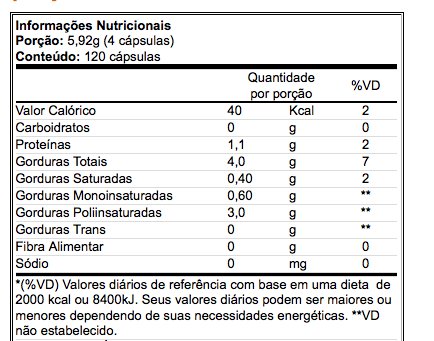 Informações Nutricionais
Porção: 5,92g (4 cápsulas)
Conteúdo: 120 cápsulas
Quantidade por porção %VD
Valor Calórico 40 Kcal 2
Carboidratos 0 g 0
Proteínas 1,1 g 2
Gorduras Totais 4,0 g 7
Gorduras Saturadas 0,40 g 2
Gorduras Monoinsaturadas 0,60 g **
Gorduras Poliinsaturadas 3,0 g **
Gorduras Trans 0 g **
Fibra Alimentar 0 g 0
Sódio 0 mg 0
*(%VD) Valores diários de referência com base em uma dieta de
2000 kcal ou 8400kJ. Seus valores diários podem ser maiores ou
menores dependendo de suas necessidades energéticas. **VD
não estabelecido.